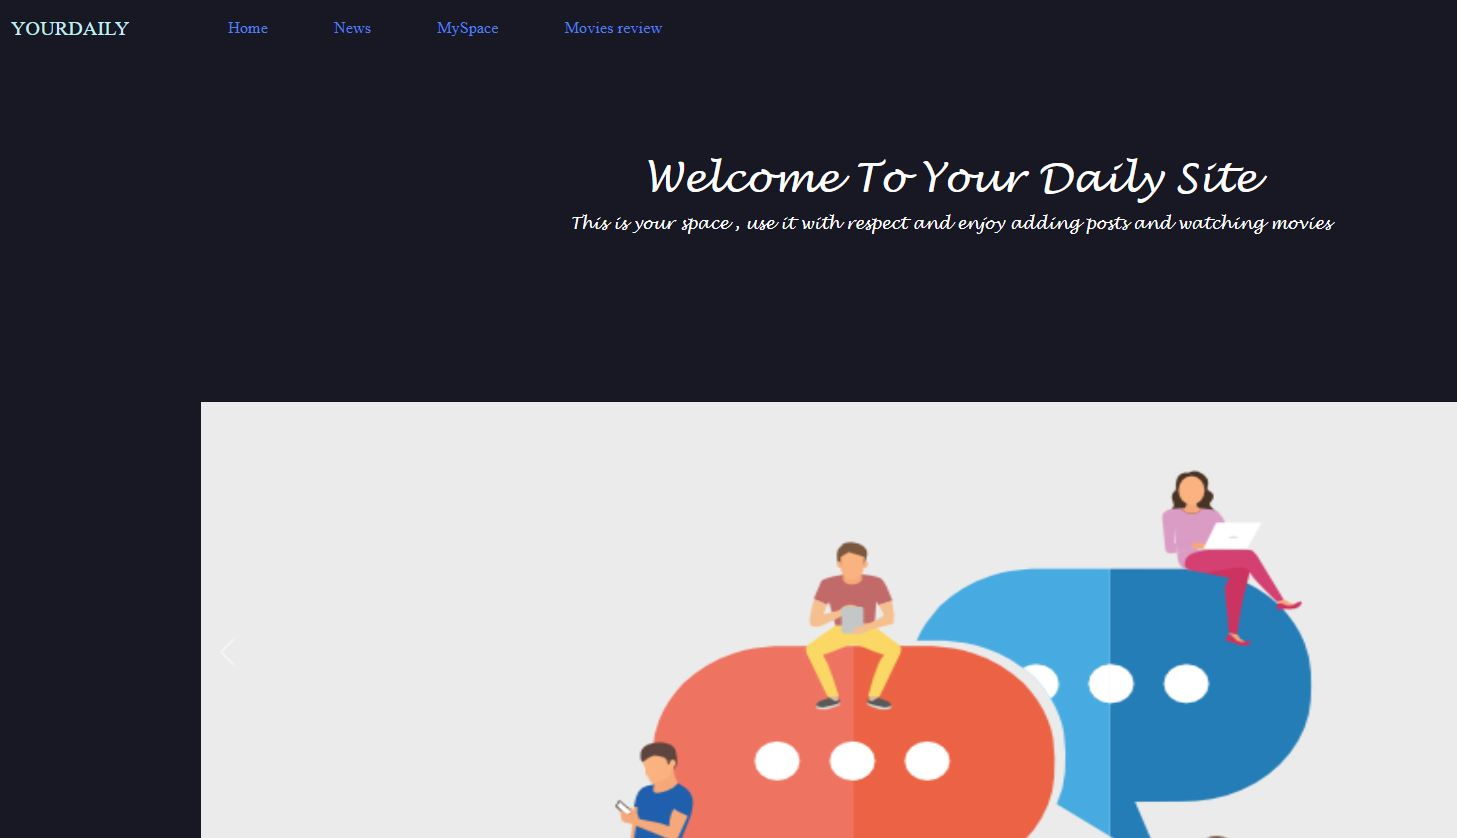 YOURDAILY Home News MySpace Movies review
Welcome To Your Daily Site
This is your space , use it with respect and enjoy adding posts and watching movies